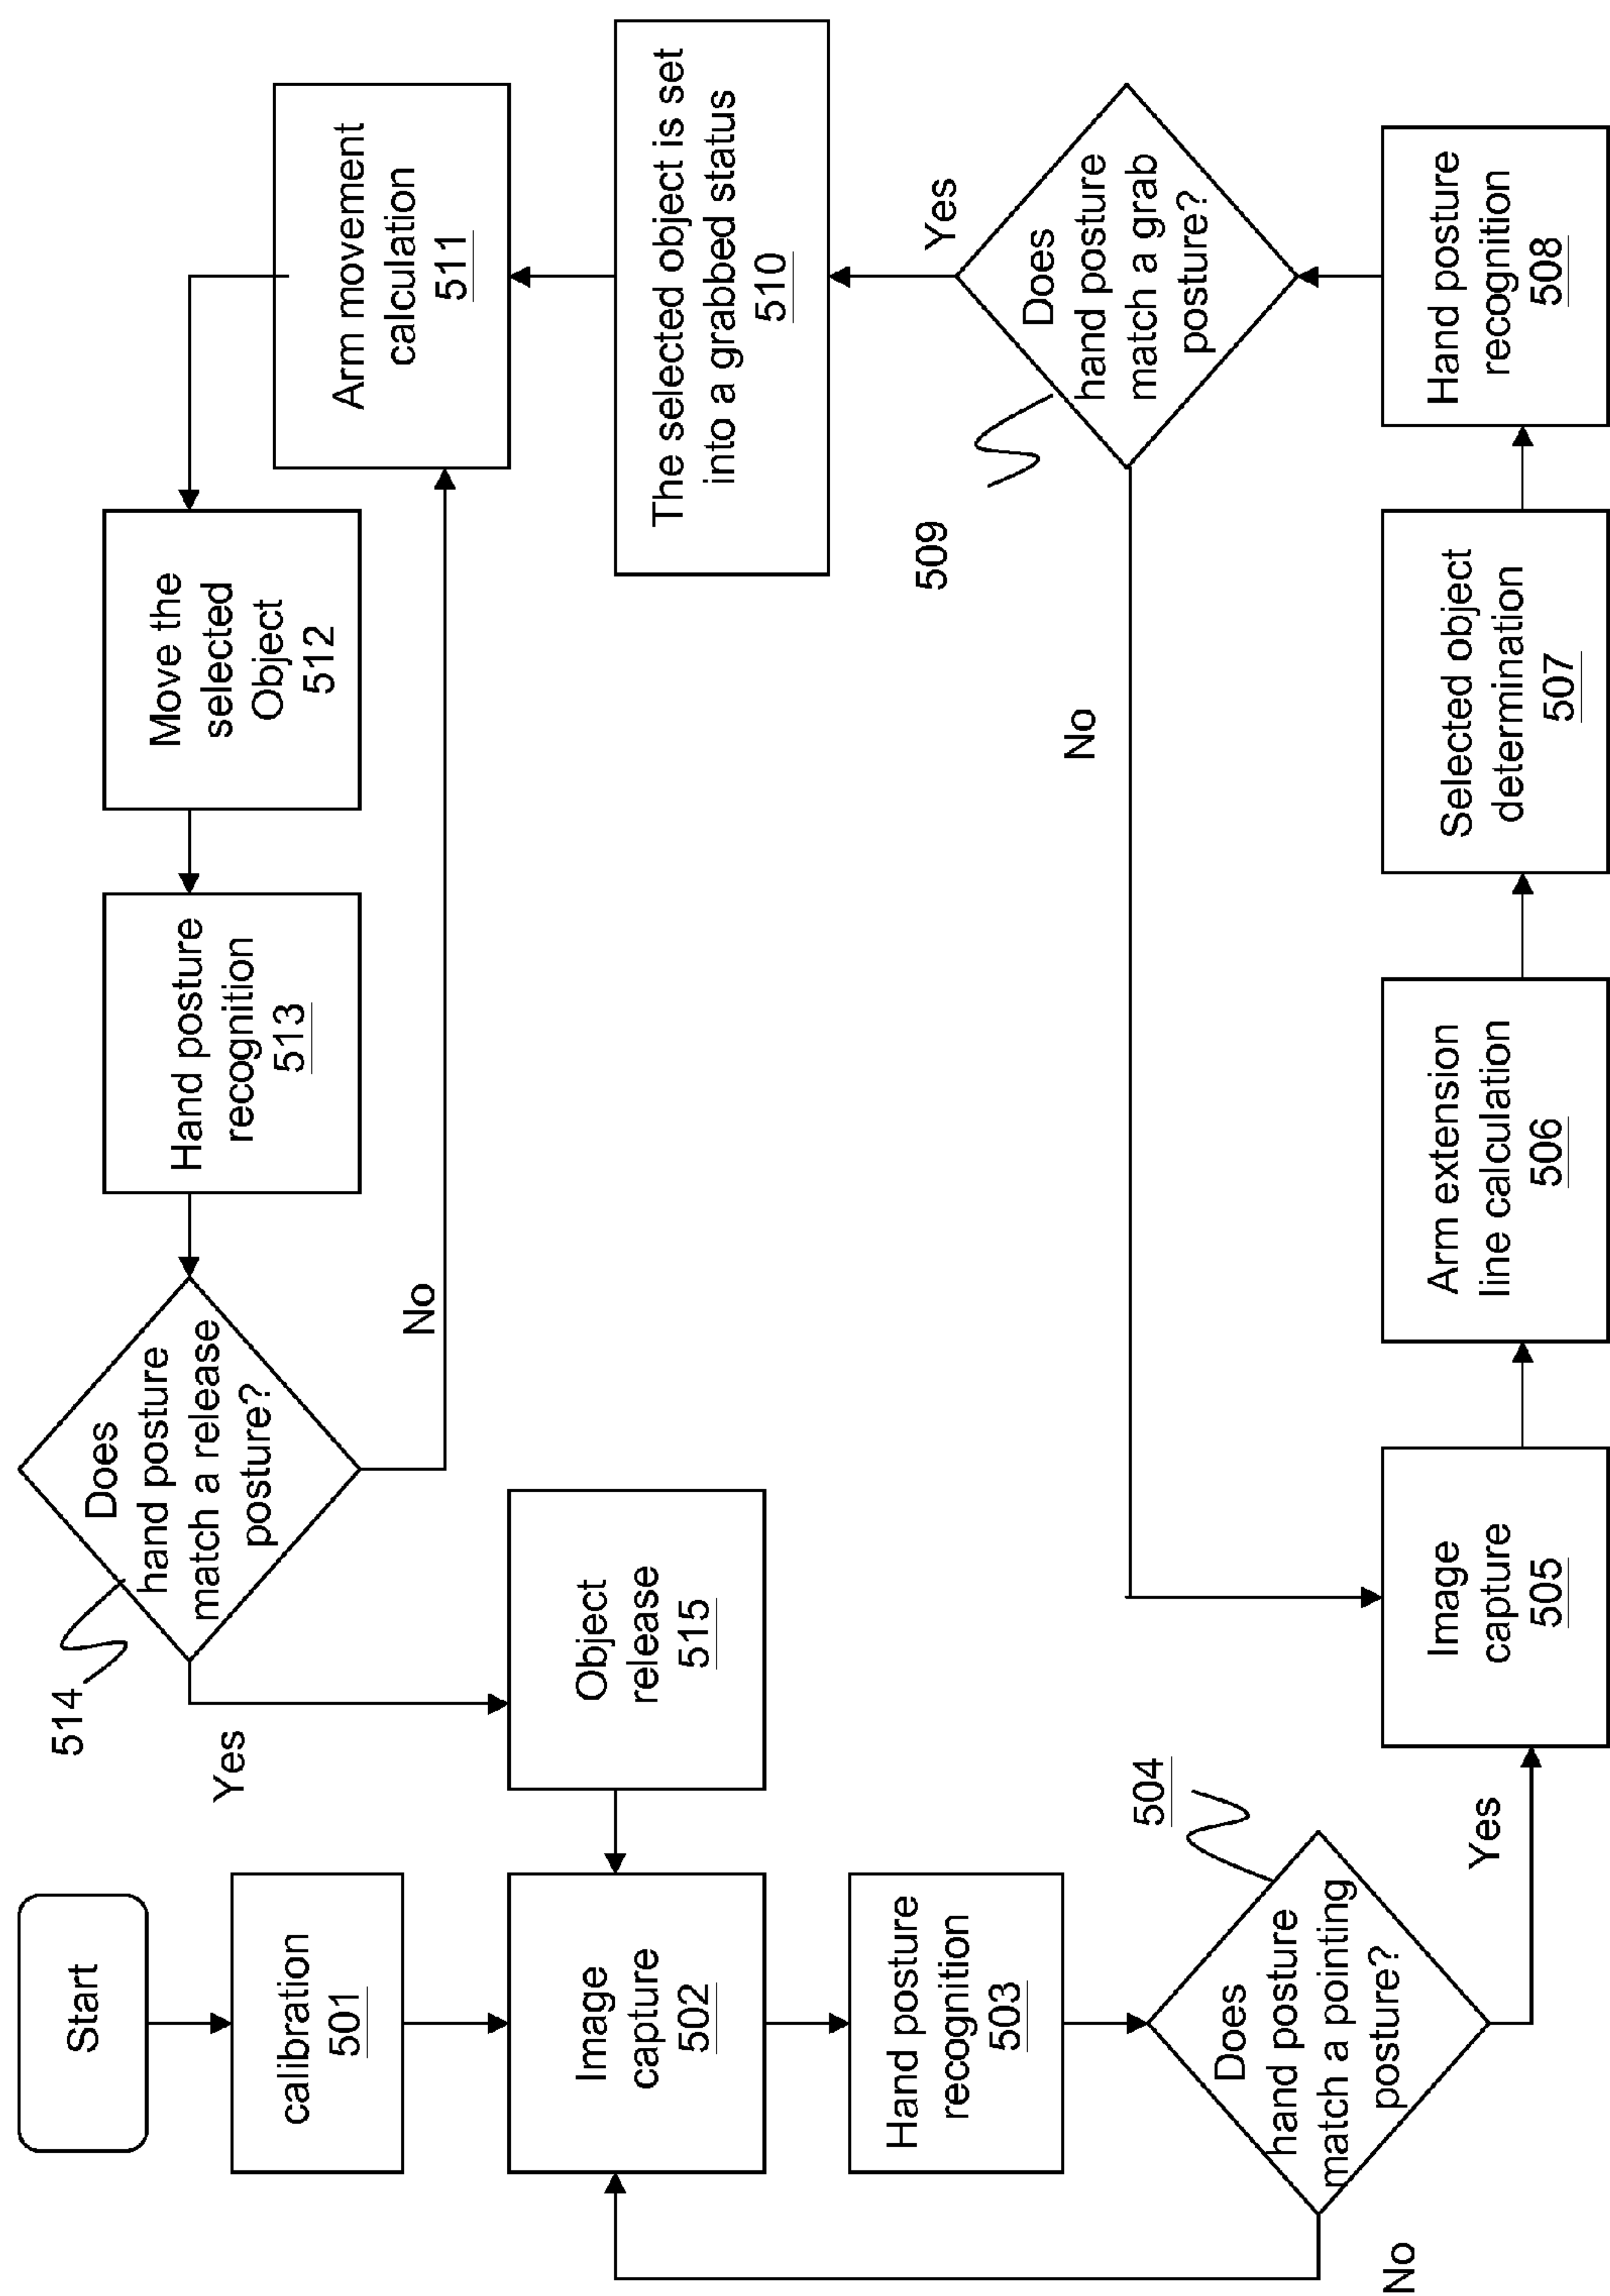 Start
calibration
501
Image
capture
502
Hand posture
recognition
503
Does
hand posture
match a pointing
posture?
504
No
Yes
Image
capture
505
Arm extension
line calculation
506
Selected object
determination
507
Hand posture
recognition
508
Does
hand posture
match a grab
posture?
509
No
Yes
The selected object is set
into a grabbed status
510
Arm movement
calculation
511
Move the
selected
Object
512
Hand posture
recognition
513
Does
hand posture
match a release
posture?
514
No
Yes
Object
release
515